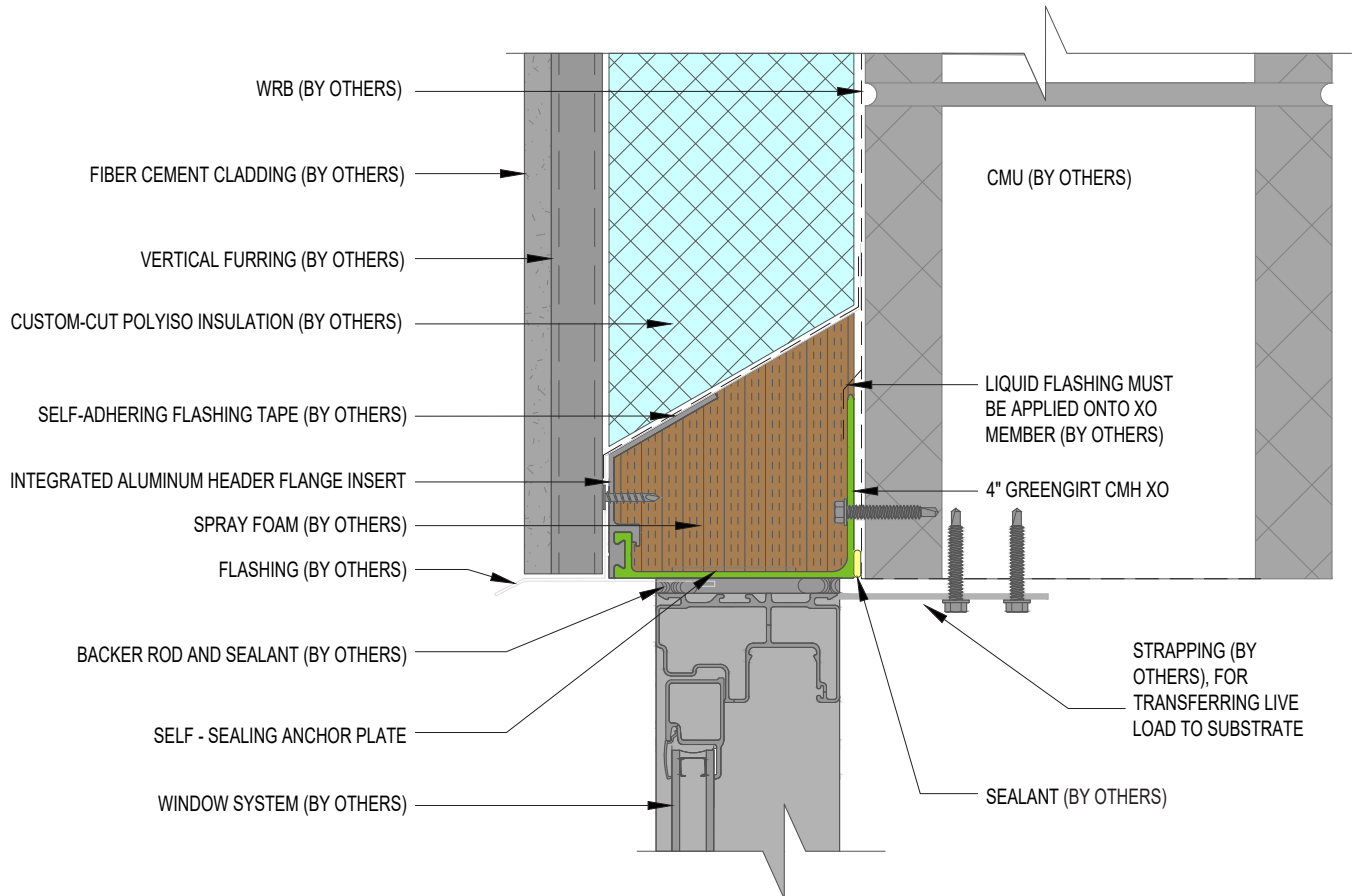 WRB (BY OTHERS)
FIBER CEMENT CLADDING (BY OTHERS)
VERTICAL FURRING (BY OTHERS)
CUSTOM-CUT POLYISO INSULATION (BY OTHERS)
SELF-ADHERING FLASHING TAPE (BY OTHERS)
INTEGRATED ALUMINUM HEADER FLANGE INSERT
SPRAY FOAM (BY OTHERS)
FLASHING (BY OTHERS)
BACKER ROD AND SEALANT (BY OTHERS)
SELF - SEALING ANCHOR PLATE
WINDOW SYSTEM (BY OTHERS)
CMU (BY OTHERS)
LIQUID FLASHING MUST
BE APPLIED ONTO XO
MEMBER (BY OTHERS)
4" GREENGIRT CMH XO
STRAPPING (BY
OTHERS), FOR
TRANSFERRING LIVE
LOAD TO SUBSTRATE
SEALANT (BY OTHERS)